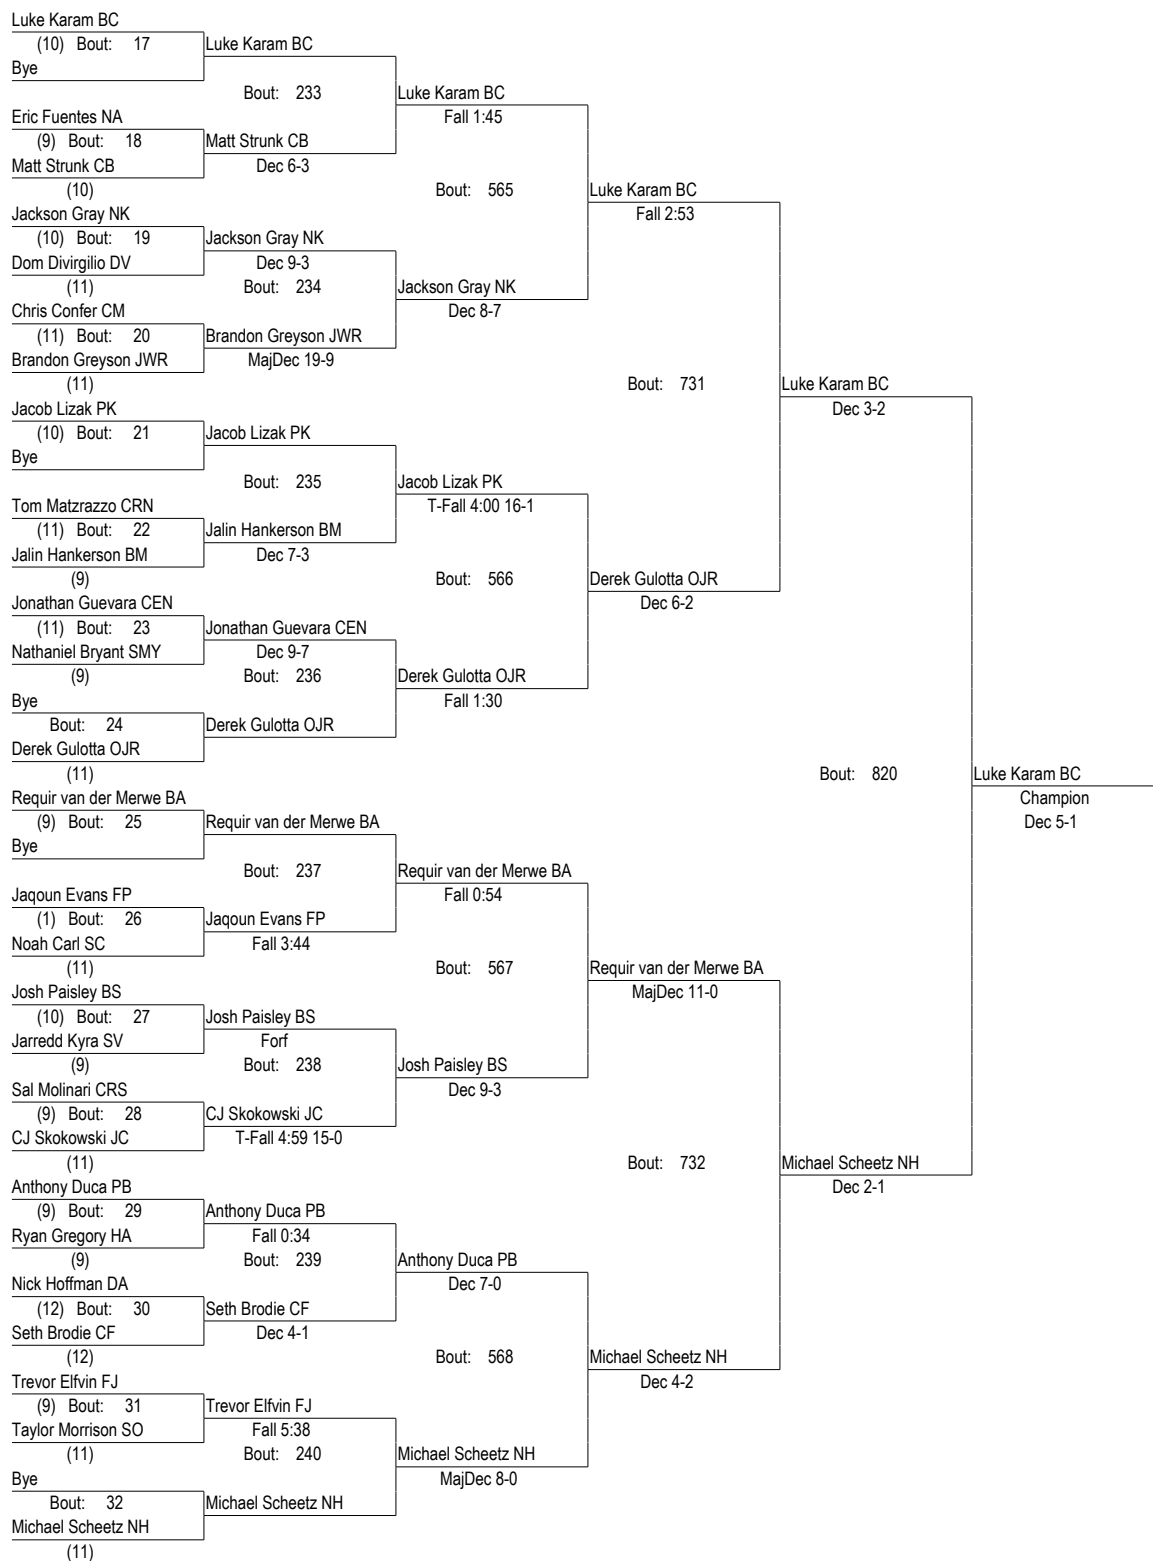 Luke Karam BC
(10) Bout: 17 Luke Karam BC
Bye
Bout: 233 Luke Karam BC
Eric Fuentes NA Fall 1:45
(9) Bout: 18 Matt Strunk CB
Matt Strunk CB Dec 6-3
(10) Bout: 565 Luke Karam BC
Jackson Gray NK Fall 2:53
(10) Bout: 19 Jackson Gray NK
Dom Divirgilio DV Dec 9-3
(11) Bout: 234 Jackson Gray NK
Chris Confer CM Dec 8-7
(11) Bout: 20 Brandon Greyson JWR
Brandon Greyson JWR MajDec 19-9
(11) Bout: 731 Luke Karam BC
Jacob Lizak PK Dec 3-2
(10) Bout: 21 Jacob Lizak PK
Bye
Bout: 235 Jacob Lizak PK
Tom Matzrazzo CRN T-Fall 4:00 16-1
(11) Bout: 22 Jalin Hankerson BM
Jalin Hankerson BM Dec 7-3
(9) Bout: 566 Derek Gulotta OJR
Jonathan Guevara CEN Dec 6-2
(11) Bout: 23 Jonathan Guevara CEN
Nathaniel Bryant SMY Dec 9-7
(9) Bout: 236 Derek Gulotta OJR
Bye Fall 1:30
Bout: 24 Derek Gulotta OJR
Derek Gulotta OJR
(11) Bout: 820 Luke Karam BC
Requir van der Merwe BA Champion
(9) Bout: 25 Requir van der Merwe BA Dec 5-1
Bye
Bout: 237 Requir van der Merwe BA
Jaqoun Evans FP Fall 0:54
(1) Bout: 26 Jaqoun Evans FP
Noah Carl SC Fall 3:44
(11) Bout: 567 Requir van der Merwe BA
Josh Paisley BS MajDec 11-0
(10) Bout: 27 Josh Paisley BS
Jarredd Kyra SV Forf
(9) Bout: 238 Josh Paisley BS
Sal Molinari CRS Dec 9-3
(9) Bout: 28 CJ Skokowski JC
CJ Skokowski JC T-Fall 4:59 15-0
(11) Bout: 732 Michael Scheetz NH
Anthony Duca PB Dec 2-1
(9) Bout: 29 Anthony Duca PB
Ryan Gregory HA Fall 0:34
(9) Bout: 239 Anthony Duca PB
Nick Hoffman DA Dec 7-0
(12) Bout: 30 Seth Brodie CF
Seth Brodie CF Dec 4-1
(12) Bout: 568 Michael Scheetz NH
Trevor Elfvin FJ Dec 4-2
(9) Bout: 31 Trevor Elfvin FJ
Taylor Morrison SO Fall 5:38
(11) Bout: 240 Michael Scheetz NH
Bye MajDec 8-0
Bout: 32 Michael Scheetz NH
Michael Scheetz NH
(11)